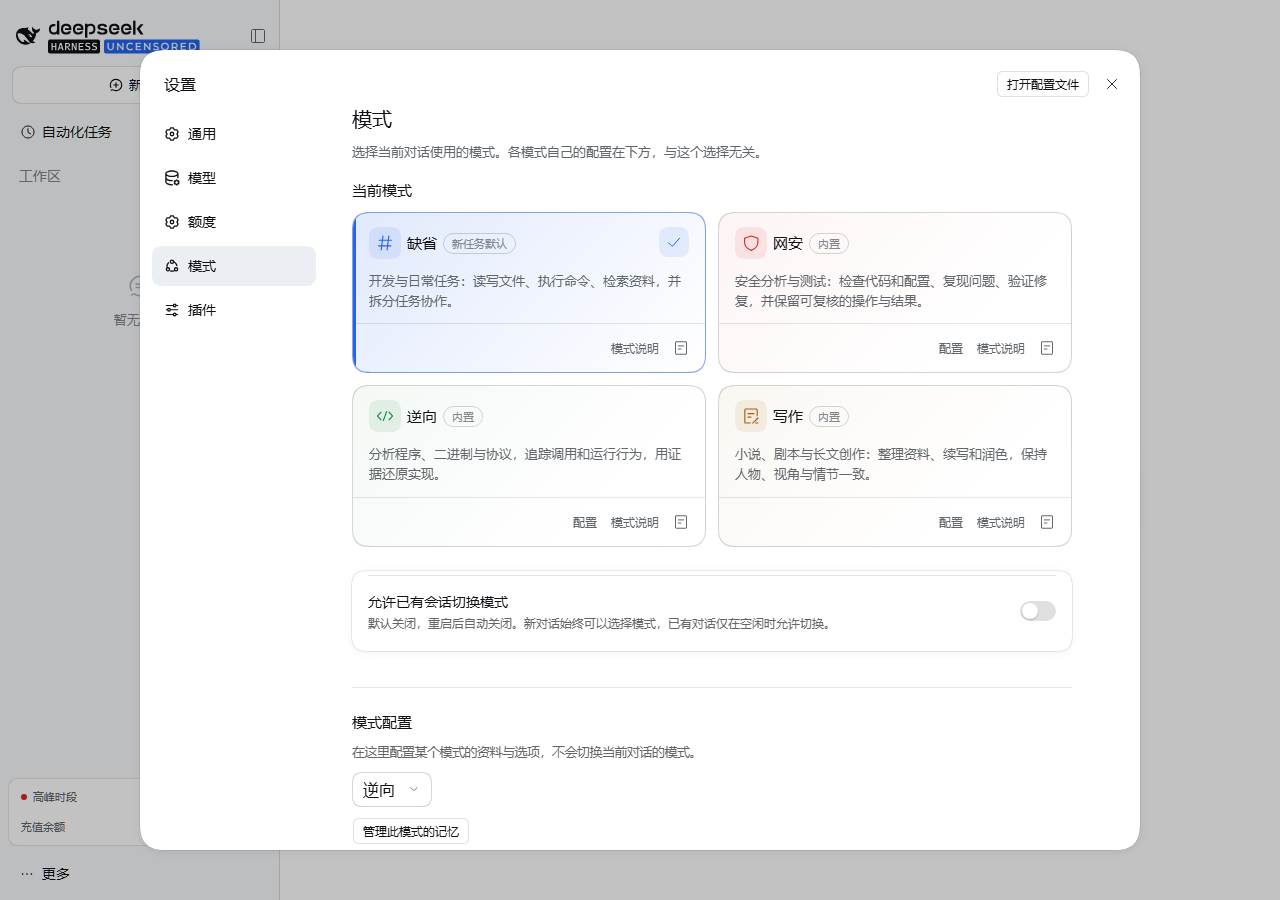 deepseek
HARNESS UNCENSORED
新
自动化任务
工作区
暂无
高峰时段
充值余额
更多
设置
打开配置文件
通用
模型
额度
模式
插件
模式
选择当前对话使用的模式。各模式自己的配置在下方，与这个选择无关。
当前模式
缺省 新任务默认
开发与日常任务：读写文件、执行命令、检索资料，并
拆分任务协作。
模式说明
网安 内置
安全分析与测试：检查代码和配置、复现问题、验证修
复，并保留可复核的操作与结果。
配置 模式说明
逆向 内置
分析程序、二进制与协议，追踪调用和运行行为，用证
据还原实现。
配置 模式说明
写作 内置
小说、剧本与长文创作：整理资料、续写和润色，保持
人物、视角与情节一致。
配置 模式说明
允许已有会话切换模式
默认关闭，重启后自动关闭。新对话始终可以选择模式，已有对话仅在空闲时允许切换。
模式配置
在这里配置某个模式的资料与选项，不会切换当前对话的模式。
逆向
管理此模式的记忆